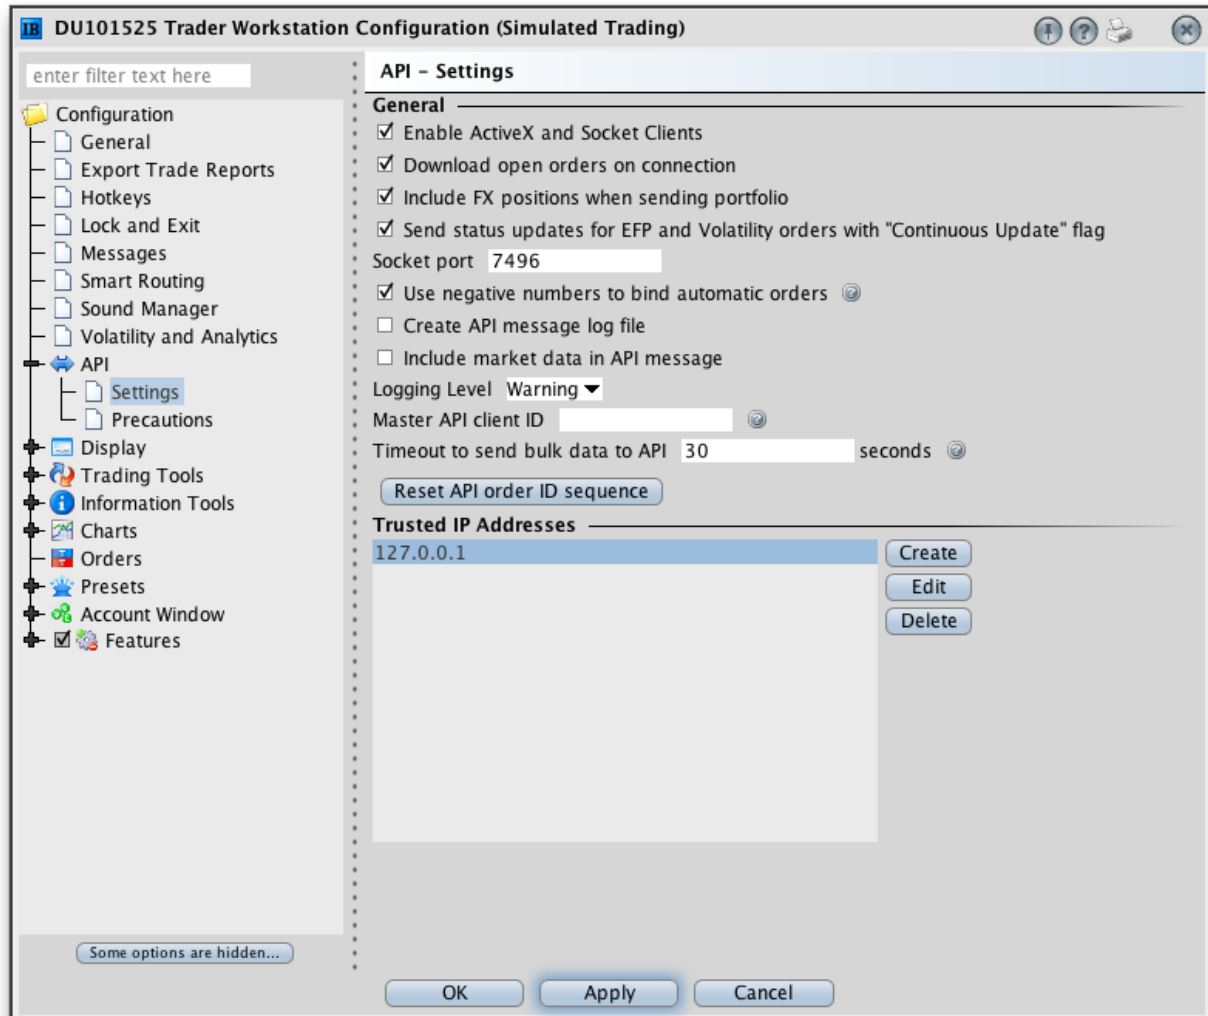 IB DU101525 Trader Workstation Configuration (Simulated Trading)
enter filter text here
Configuration
General
Export Trade Reports
Hotkeys
Lock and Exit
Messages
Smart Routing
Sound Manager
Volatility and Analytics
API
Settings
Precautions
Display
Trading Tools
Information Tools
Charts
Orders
Presets
Account Window
Features
Some options are hidden...
API – Settings
General
Enable ActiveX and Socket Clients
Download open orders on connection
Include FX positions when sending portfolio
Send status updates for EFP and Volatility orders with "Continuous Update" flag
Socket port 7496
Use negative numbers to bind automatic orders
Create API message log file
Include market data in API message
Logging Level Warning
Master API client ID
Timeout to send bulk data to API 30 seconds
Reset API order ID sequence
Trusted IP Addresses
127.0.0.1
Create
Edit
Delete
OK Apply Cancel